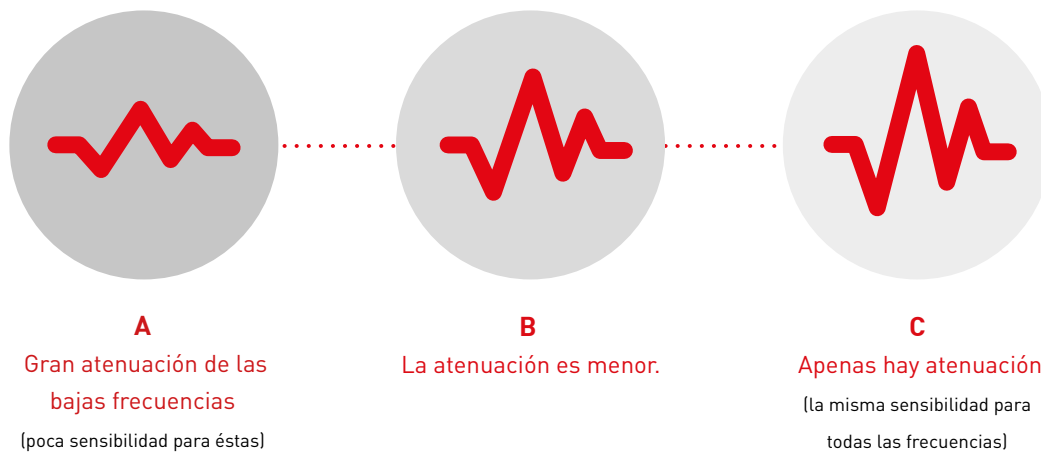 A
Gran atenuación de las
bajas frecuencias
(poca sensibilidad para éstas)
B
La atenuación es menor.
C
Apenas hay atenuación
(la misma sensibilidad para
todas las frecuencias)